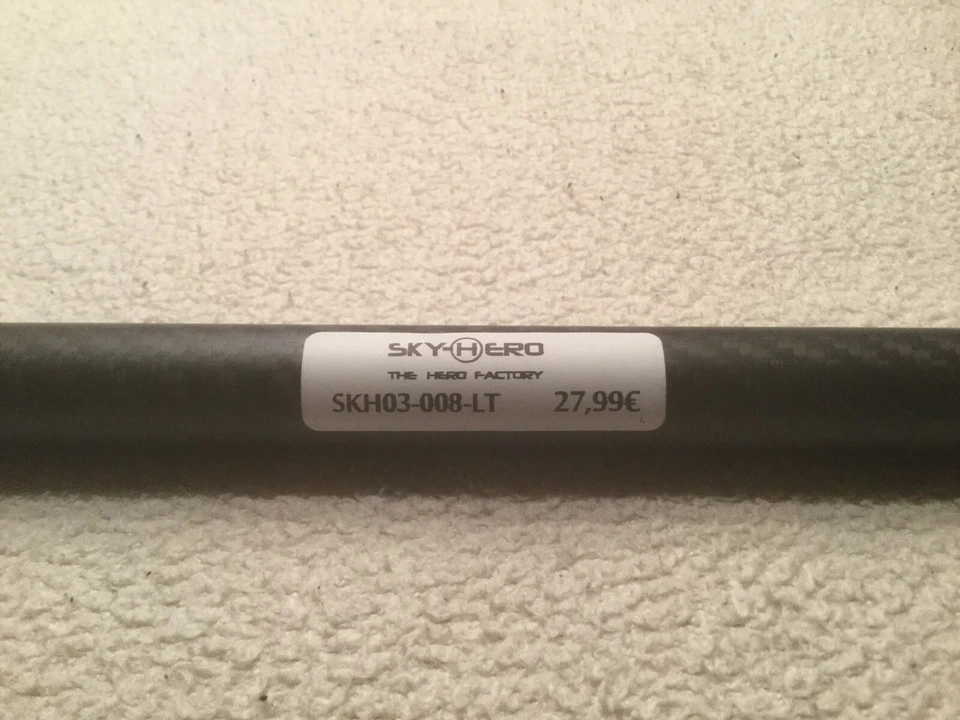 SKY-HERO
THE HERO FACTORY
SKH03-008-LT 27,99€